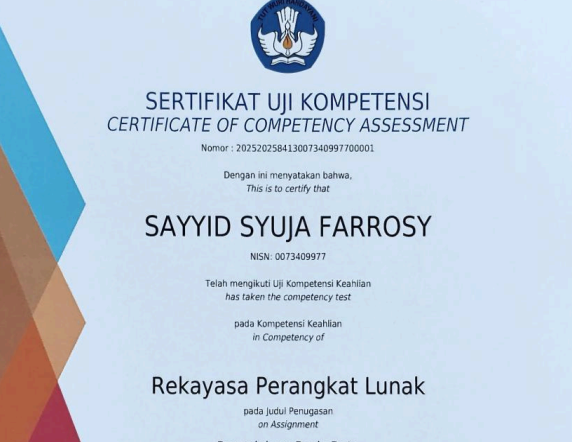 TUT WURI HANDAYANI
SERTIFIKAT UJI KOMPETENSI
CERTIFICATE OF COMPETENCY ASSESSMENT
Nomor : 20252025841300734099770​0001
Dengan ini menyatakan bahwa,
This is to certify that
SAYYID SYUJA FARROSY
NISN: 0073409977
Telah mengikuti Uji Kompetensi Keahlian
has taken the competency test
pada Kompetensi Keahlian
in Competency of
Rekayasa Perangkat Lunak
pada Judul Penugasan
on Assignment